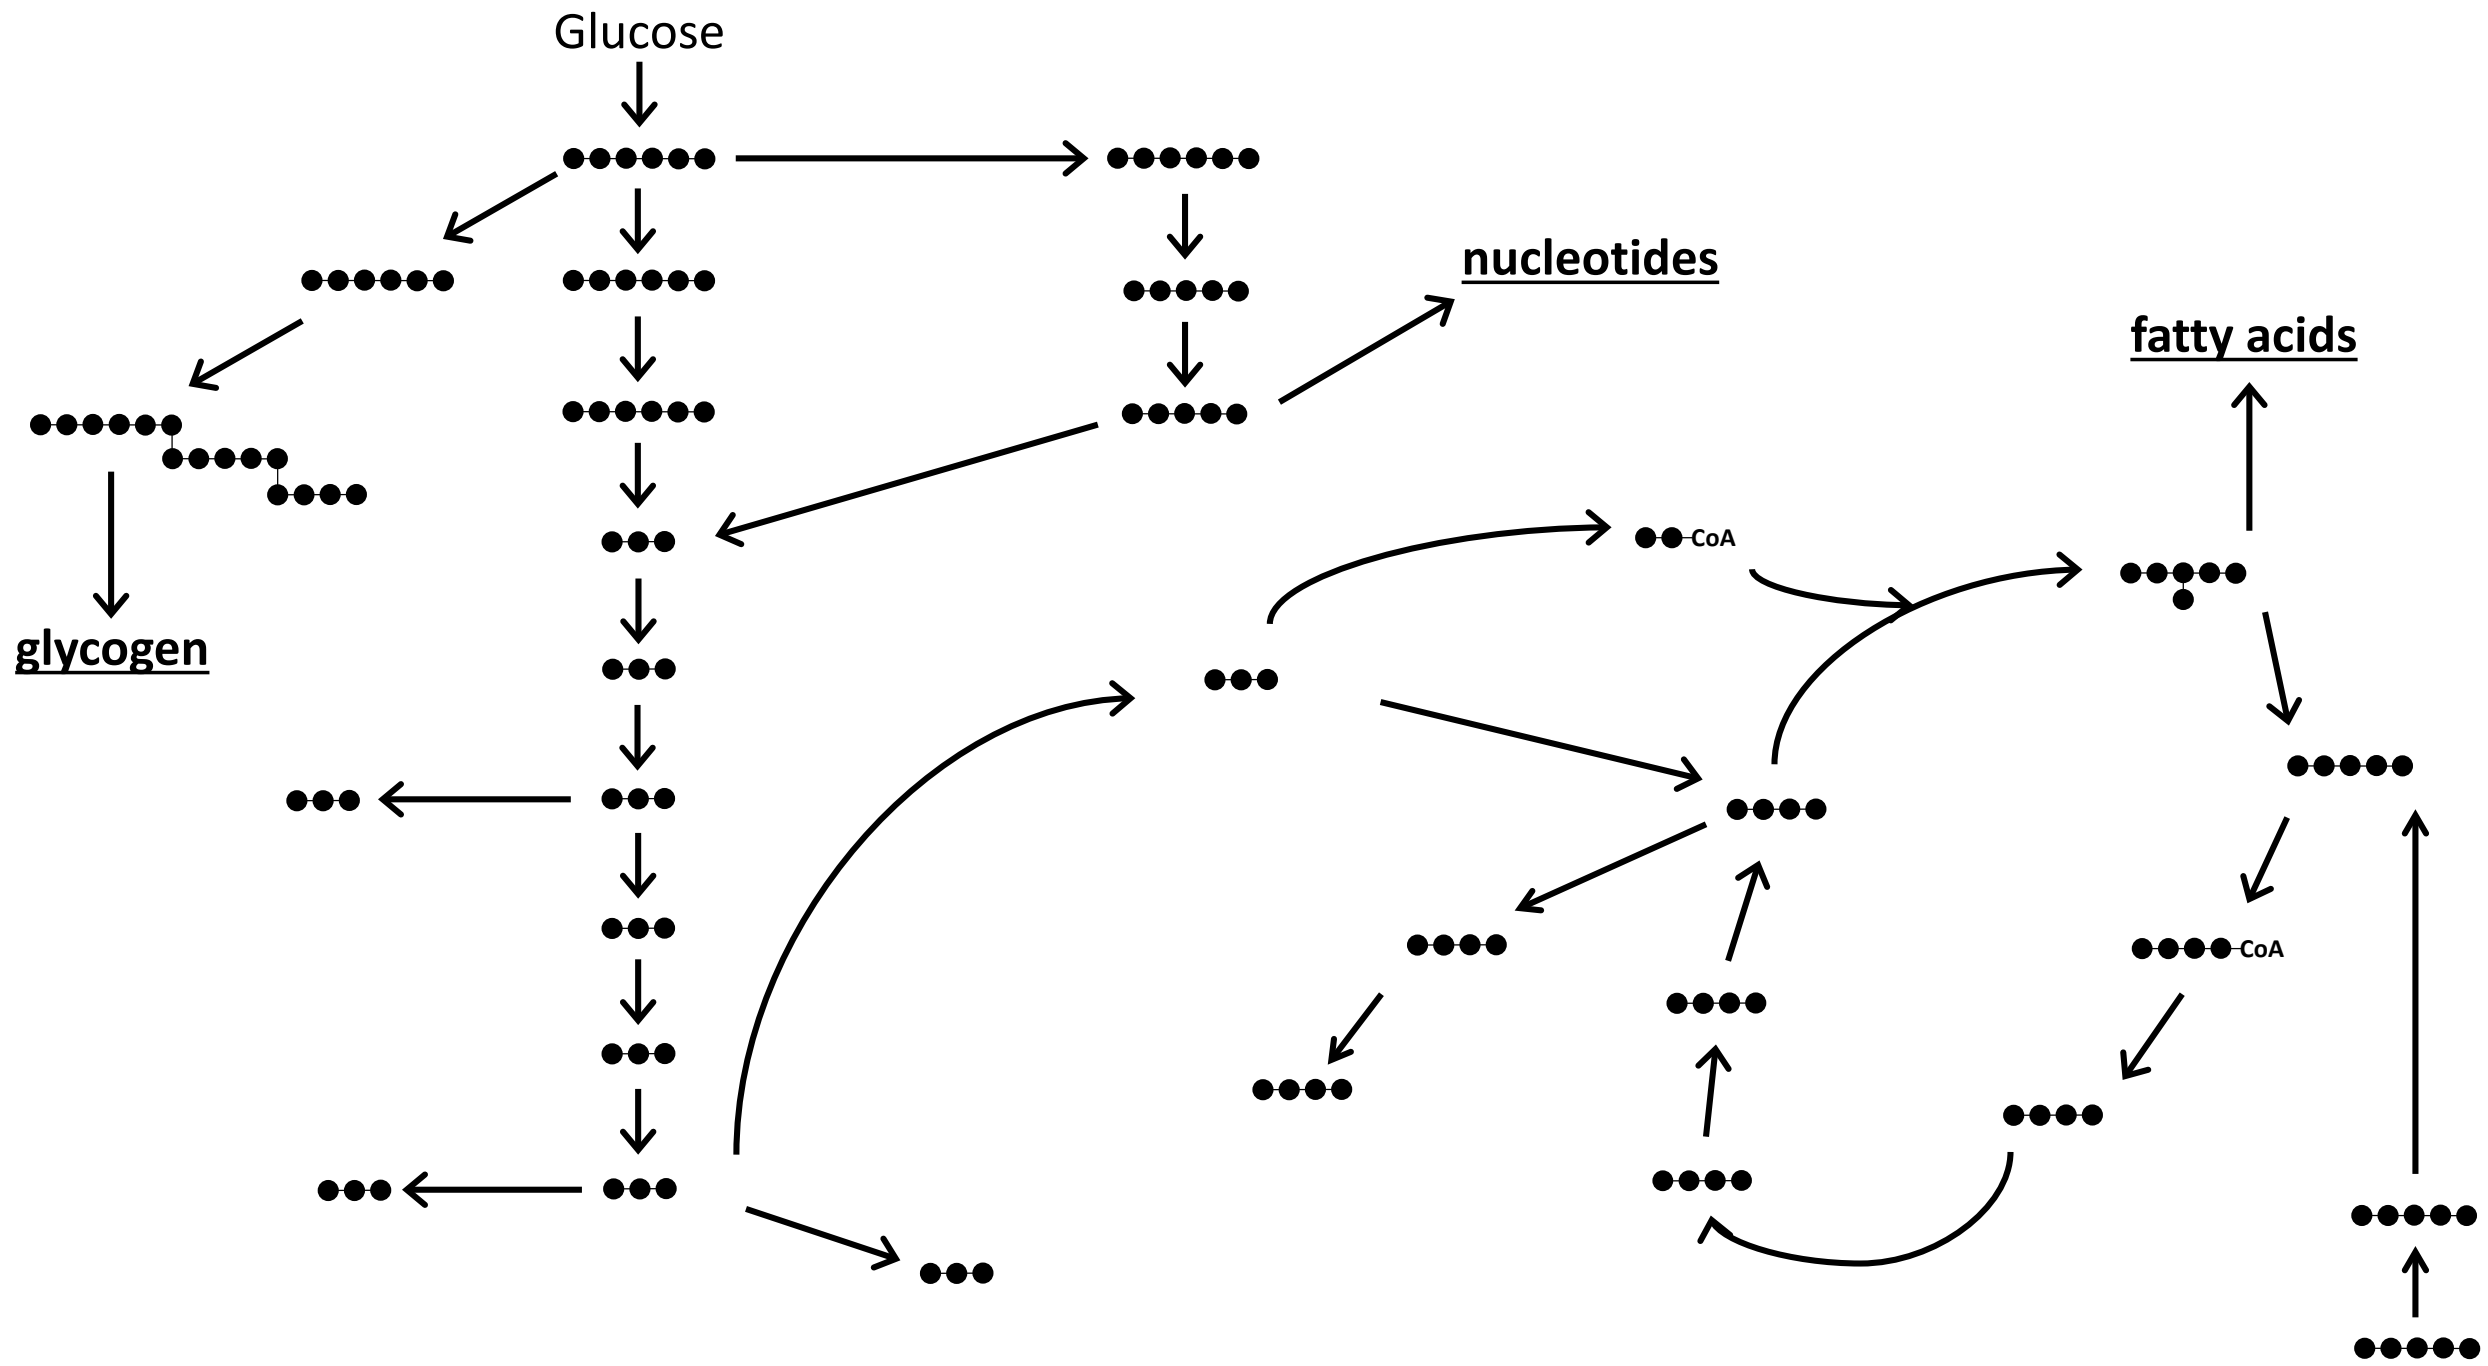 Glucose
nucleotides
fatty acids
CoA
glycogen
CoA